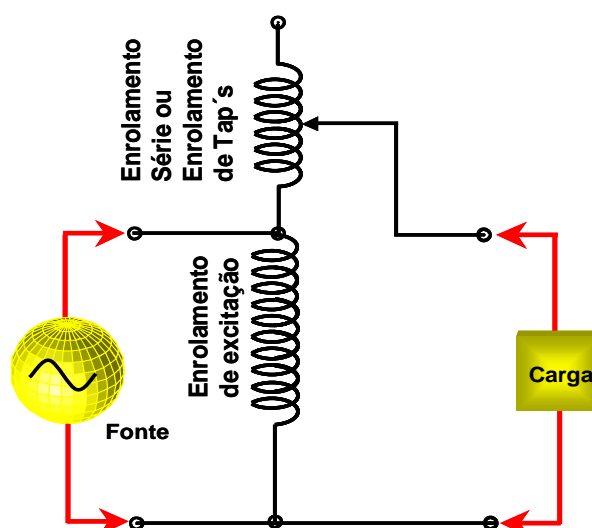 Enrolamento
Série ou
Enrolamento
de Tap´s
Enrolamento
de excitação
Fonte
Carga